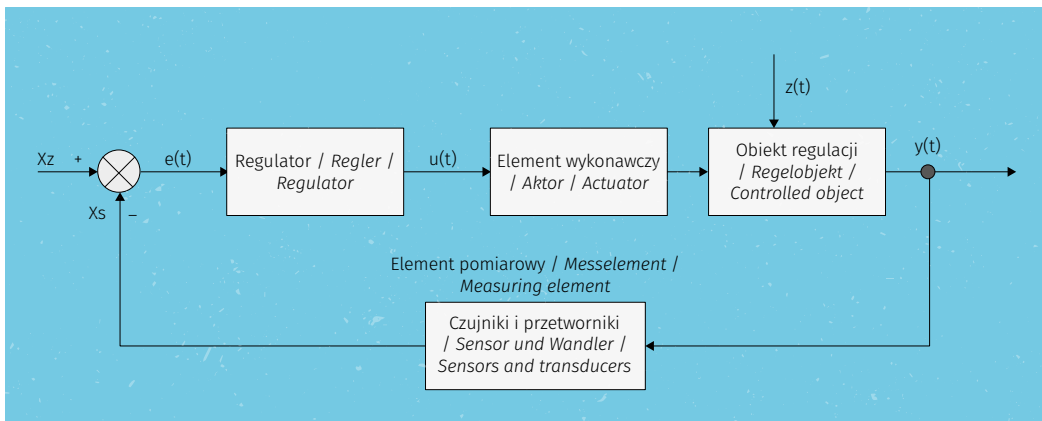 z(t)
Xz
+
e(t)
Regulator / Regler /
Regulator
u(t)
Element wykonawczy
/ Aktor / Actuator
Obiekt regulacji
/ Regelobjekt /
Controlled object
y(t)
Xs
–
Element pomiarowy / Messelement /
Measuring element
Czujniki i przetworniki
/ Sensor und Wandler /
Sensors and transducers